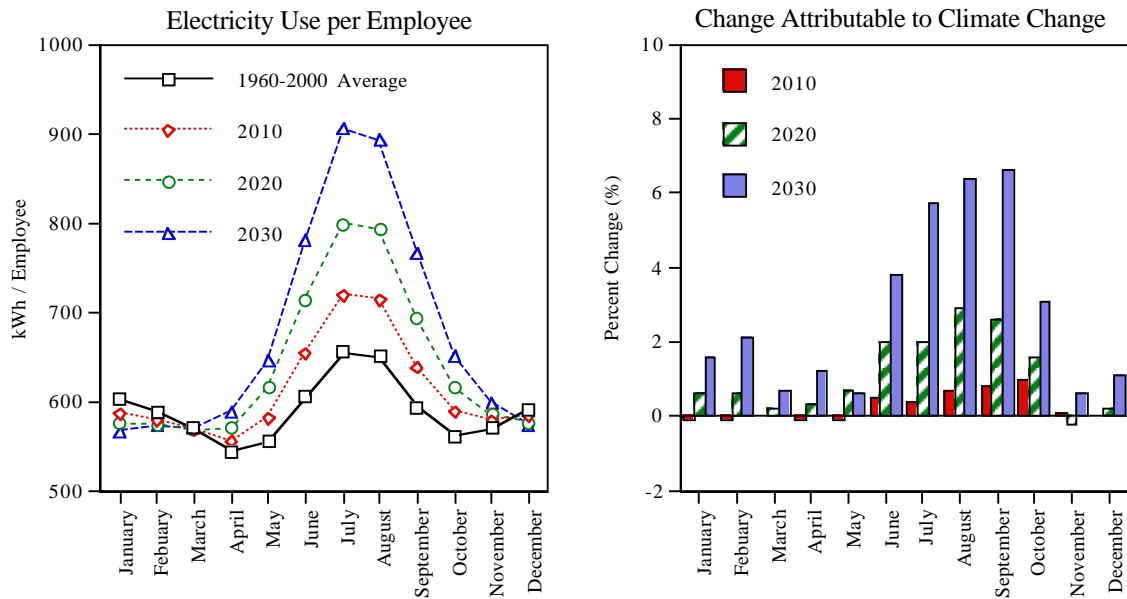 Electricity Use per Employee
1000
900
800
700
600
500
kWh / Employee
1960-2000 Average
2010
2020
2030
January
Febuary
March
April
May
June
July
August
September
October
November
December
Change Attributable to Climate Change
10
8
6
4
2
0
-2
Percent Change (%)
2010
2020
2030
January
Febuary
March
April
May
June
July
August
September
October
November
December